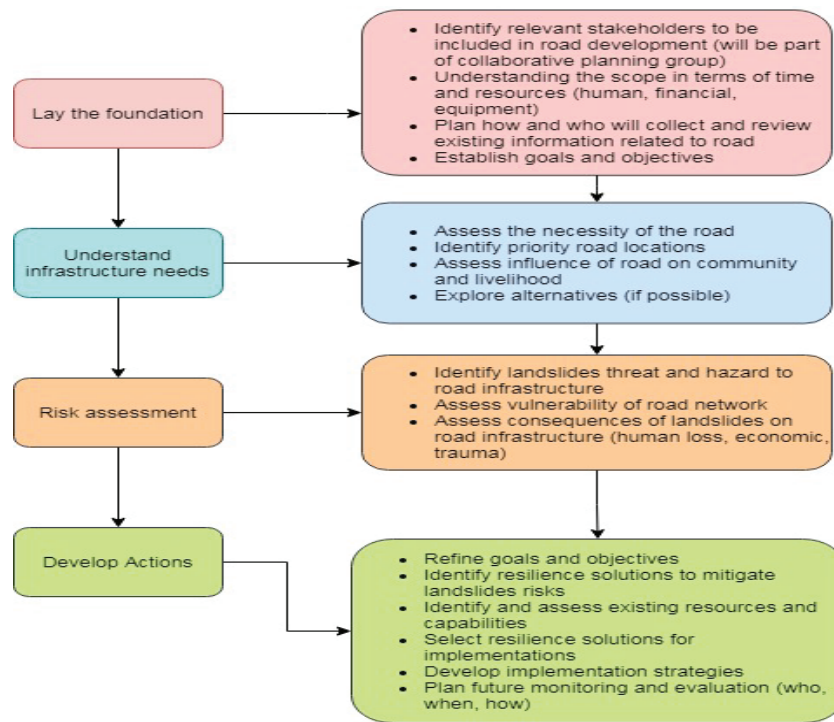 Lay the foundation
• Identify relevant stakeholders to be
included in road development (will be part
of collaborative planning group)
• Understanding the scope in terms of time
and resources (human, financial,
equipment)
• Plan how and who will collect and review
existing information related to road
• Establish goals and objectives
Understand
infrastructure needs
• Assess the necessity of the road
• Identify priority road locations
• Assess influence of road on community
and livelihood
• Explore alternatives (if possible)
Risk assessment
• Identify landslides threat and hazard to
road infrastructure
• Assess vulnerability of road network
• Assess consequences of landslides on
road infrastructure (human loss, economic,
trauma)
Develop Actions
• Refine goals and objectives
• Identify resilience solutions to mitigate
landslides risks
• Identify and assess existing resources and
capabilities
• Select resilience solutions for
implementations
• Develop implementation strategies
• Plan future monitoring and evaluation (who,
when, how)